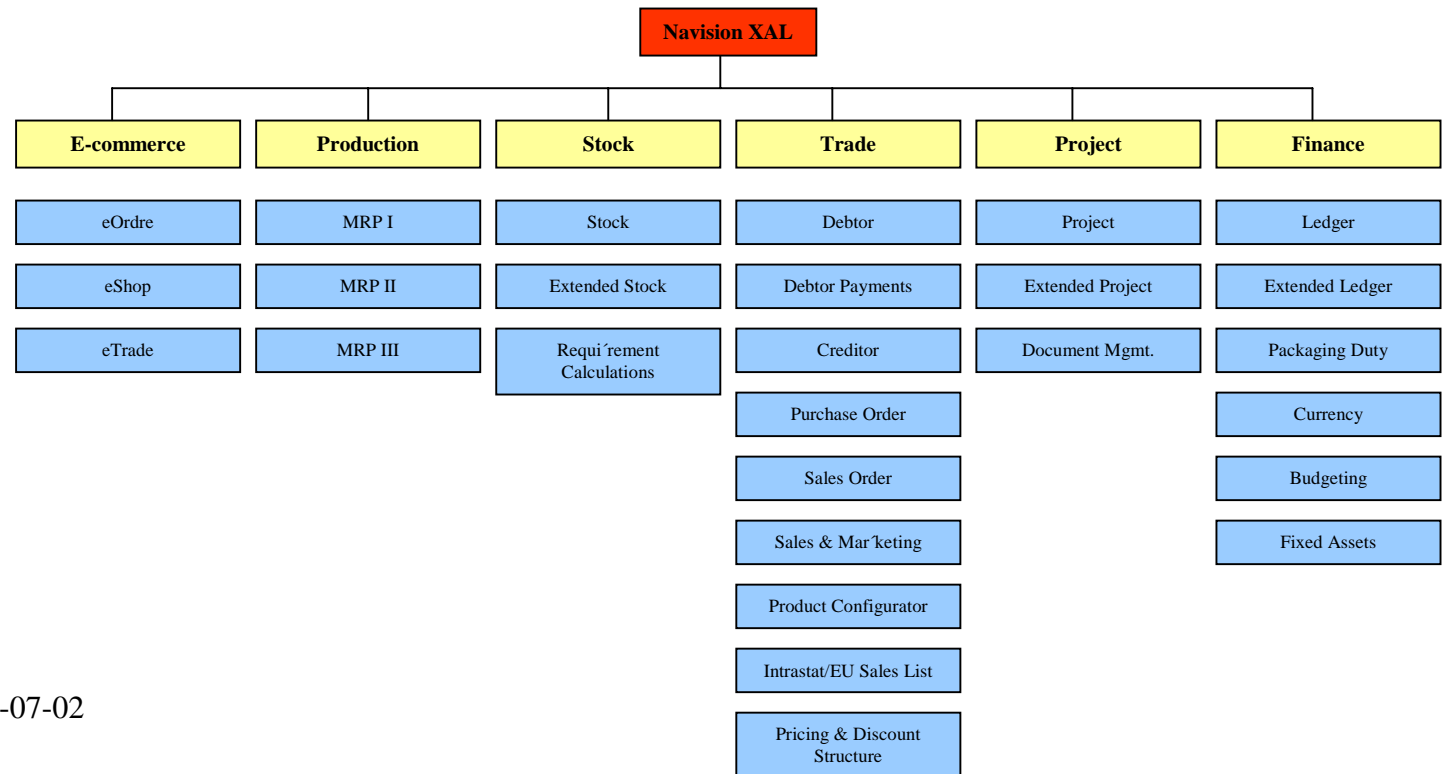 Navision XAL
E-commerce
Production
Stock
Trade
Project
Finance
eOrdre
MRP I
Stock
Debtor
Project
Ledger
eShop
MRP II
Extended Stock
Debtor Payments
Extended Project
Extended Ledger
eTrade
MRP III
Requi´rement
Calculations
Creditor
Document Mgmt.
Packaging Duty
Purchase Order
Currency
Sales Order
Budgeting
Sales & Mar´keting
Fixed Assets
Product Configurator
Intrastat/EU Sales List
-07-02
Pricing & Discount
Structure